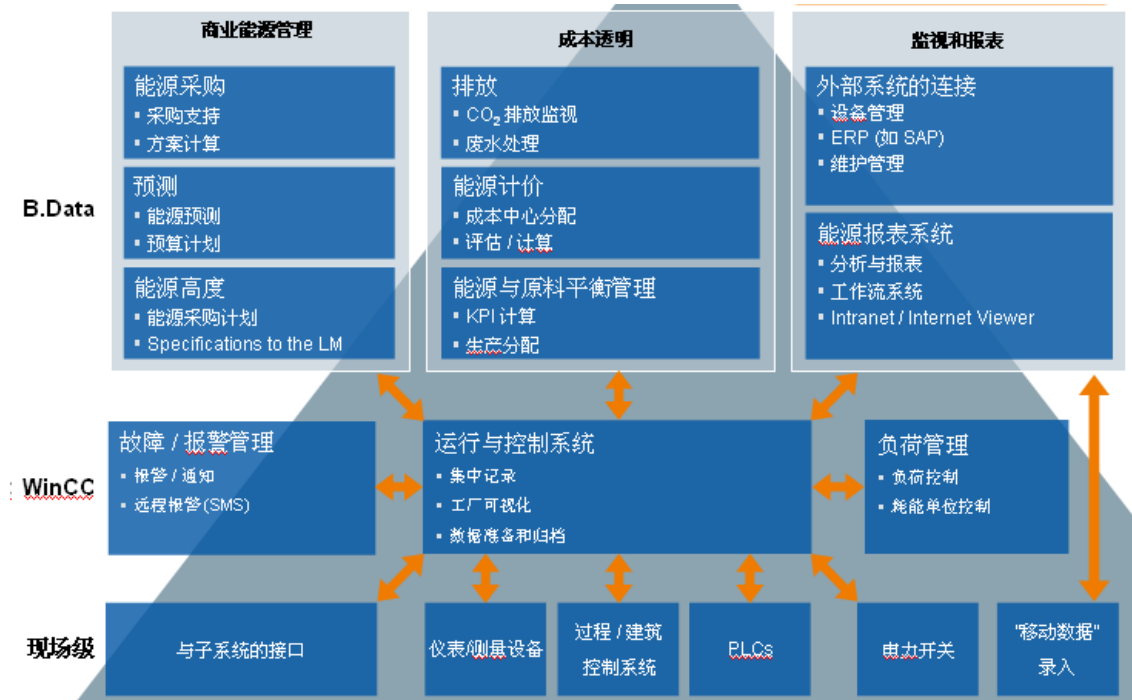 商业能源管理
能源采购
▪ 采购支持
▪ 方案计算
预测
▪ 能源预测
▪ 预算计划
能源高度
▪ 能源采购计划
▪ Specifications to the LM
成本透明
排放
▪ CO₂ 排放监视
▪ 废水处理
能源计价
▪ 成本中心分配
▪ 评估 / 计算
能源与原料平衡管理
▪ KPI 计算
▪ 生产分配
监视和报表
外部系统的连接
▪ 设备管理
▪ ERP (如 SAP)
▪ 维护管理
能源报表系统
▪ 分析与报表
▪ 工作流系统
▪ Intranet / Internet Viewer
B.Data
WinCC
故障 / 报警管理
▪ 报警 / 通知
▪ 远程报警(SMS)
运行与控制系统
▪ 集中记录
▪ 工厂可视化
▪ 数据准备和归档
负荷管理
▪ 负荷控制
▪ 耗能单位控制
现场级
与子系统的接口
仪表/测量设备
过程 / 建筑
控制系统
PLCs
电力开关
"移动数据"
录入